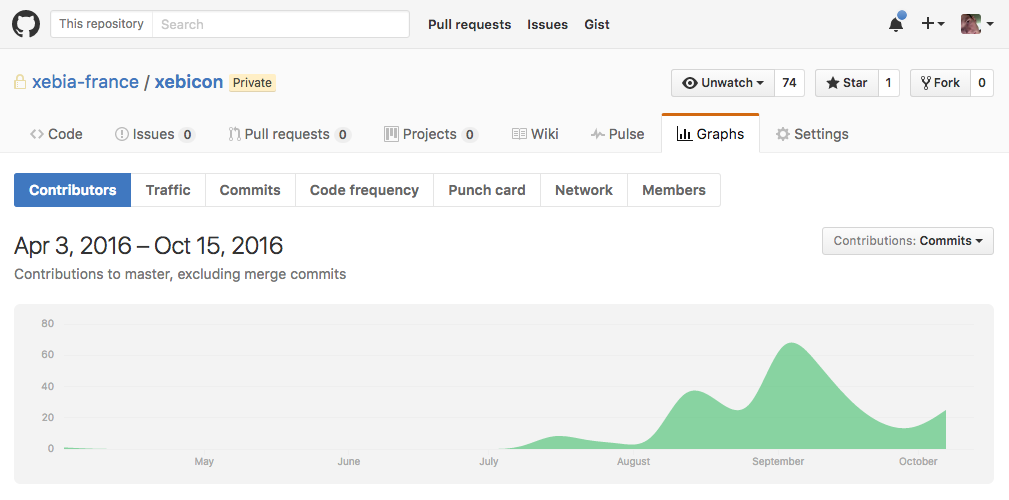 This repository Search Pull requests Issues Gist
xebia-france / xebicon Private Unwatch 74 Star 1 Fork 0
Code Issues 0 Pull requests 0 Projects 0 Wiki Pulse Graphs Settings
Contributors Traffic Commits Code frequency Punch card Network Members
Apr 3, 2016 – Oct 15, 2016
Contributions: Commits
Contributions to master, excluding merge commits
80
60
40
20
0
May June July August September October